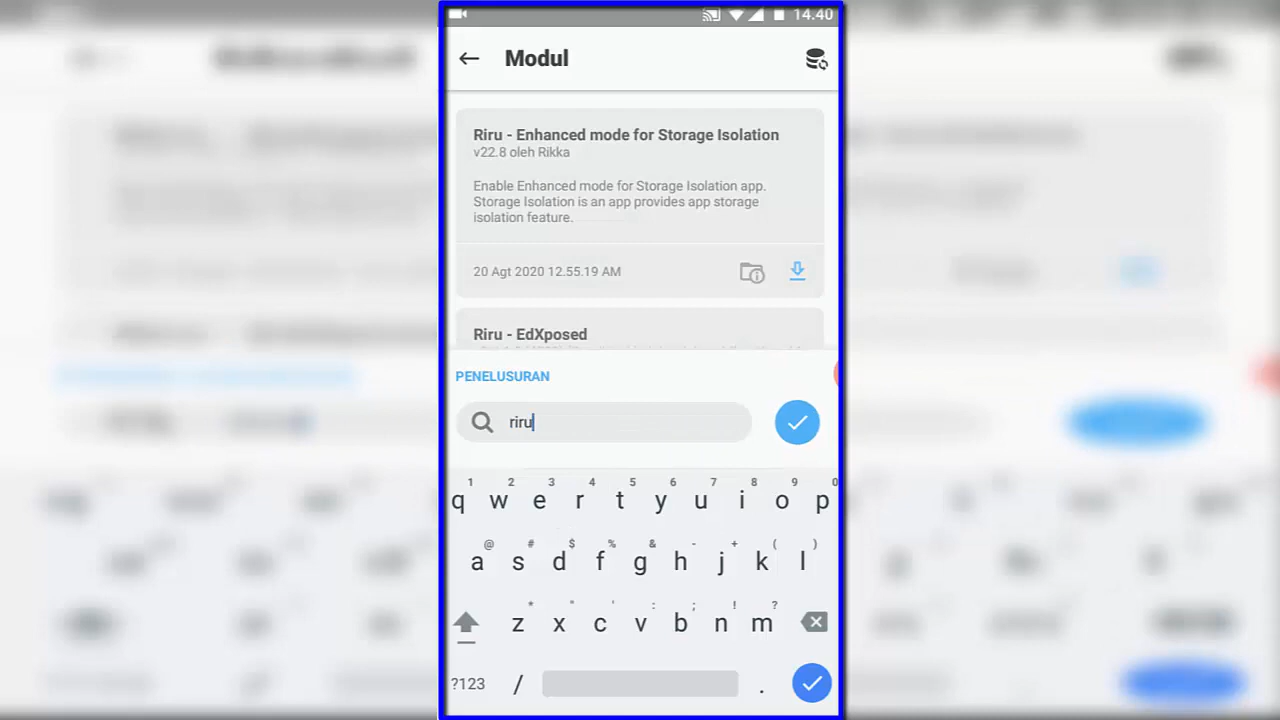 14.40
Modul
Riru - Enhanced mode for Storage Isolation
v22.8 oleh Rikka
Enable Enhanced mode for Storage Isolation app.
Storage Isolation is an app provides app storage
isolation feature.
20 Agt 2020 12.55.19 AM
Riru - EdXposed
PENELUSURAN
riru
1 2 3 4 5 6 7 8 9 0
q w e r t y u i o p
@ # $ % & - + ( )
a s d f g h j k l
* " ' : ; ! ?
z x c v b n m
?123 / .